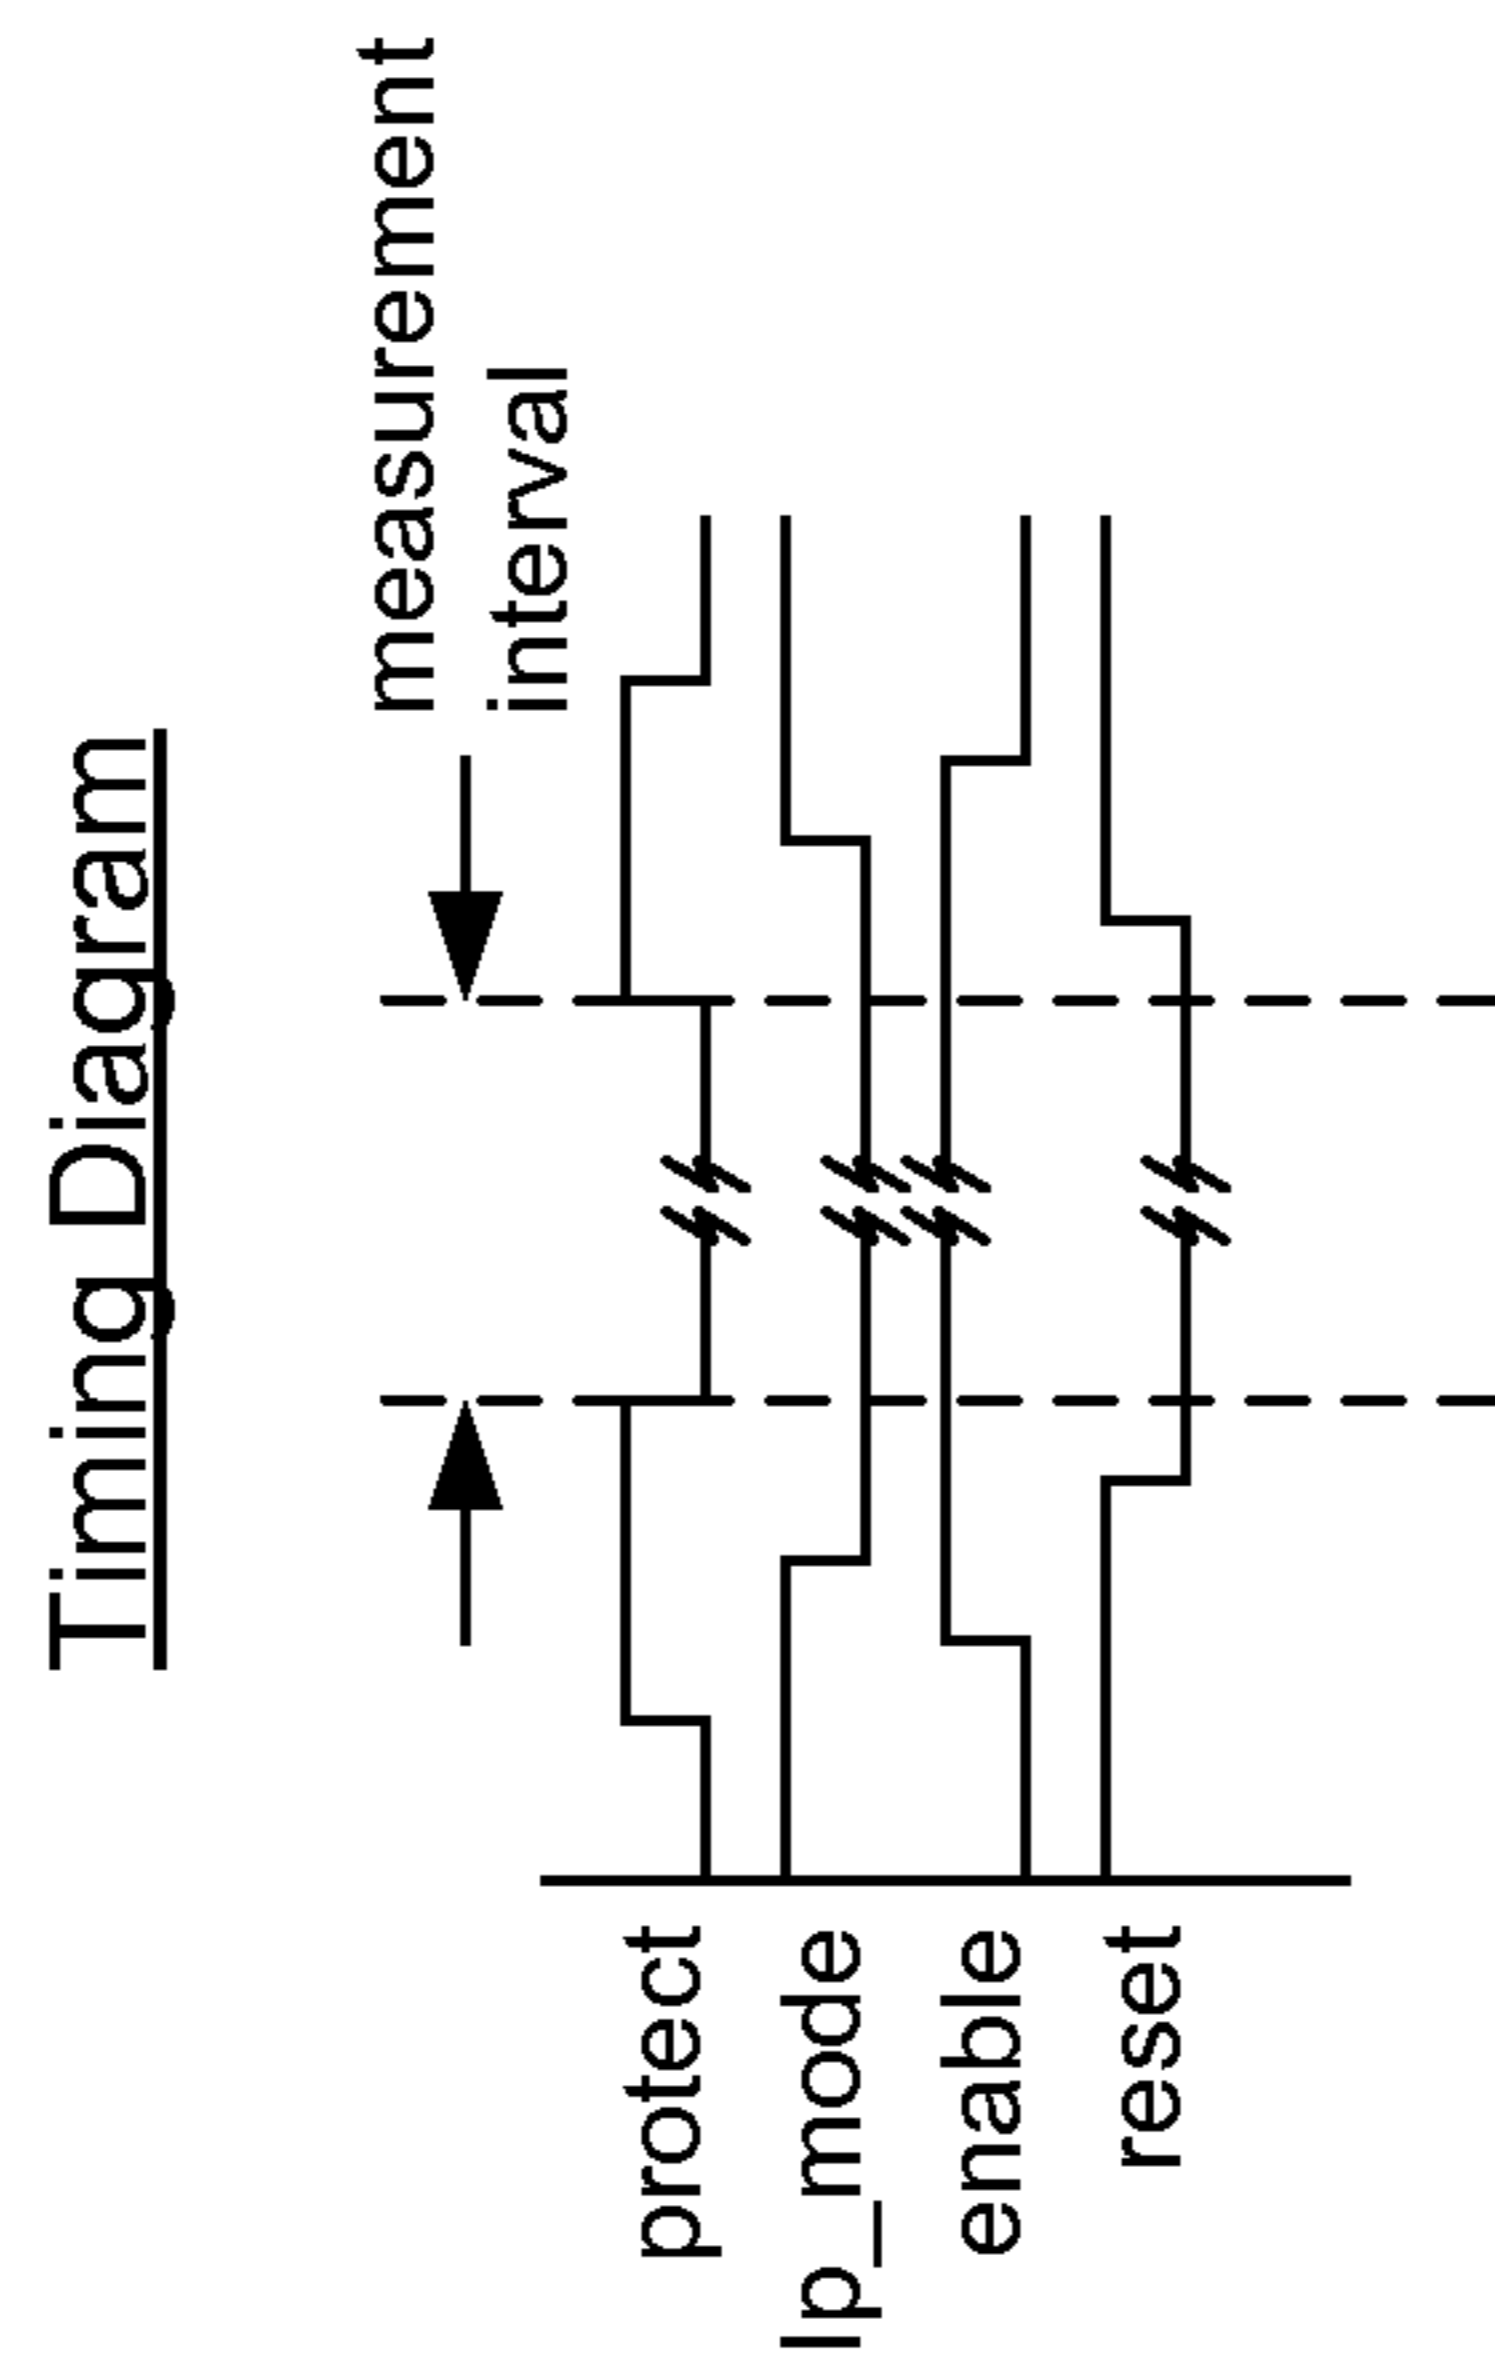 Timing Diagram
measurement
interval
protect
lp_mode
enable
reset